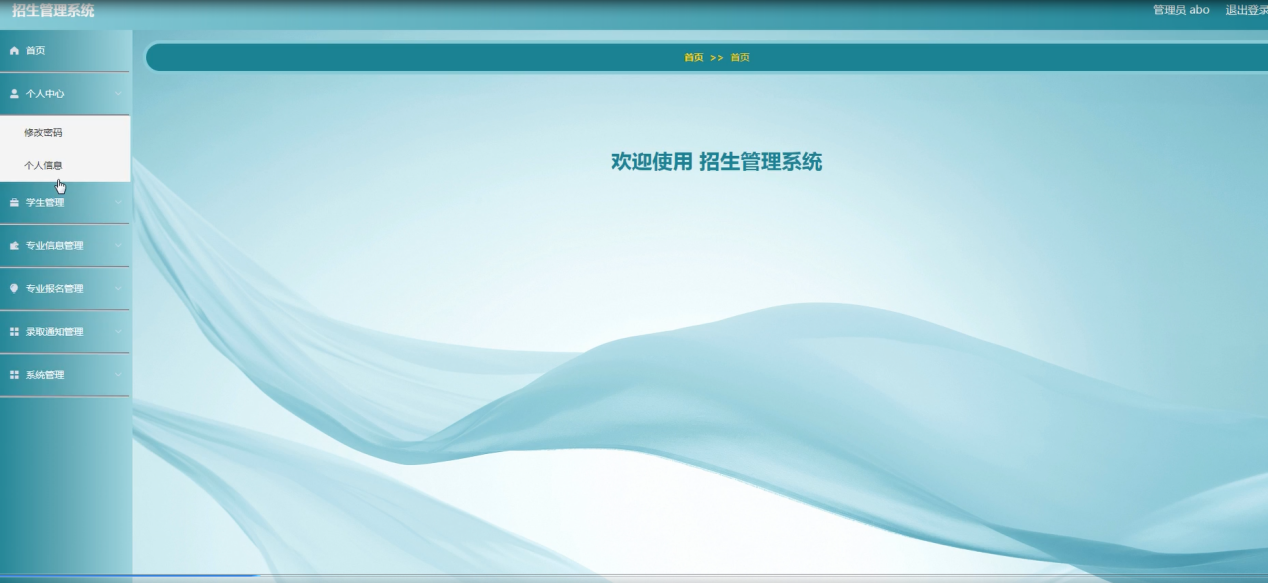 招生管理系统
管理员 abo 退出登录
首页
首页 >> 首页
个人中心
修改密码
个人信息
学生管理
专业信息管理
专业报名管理
录取通知管理
系统管理
欢迎使用 招生管理系统